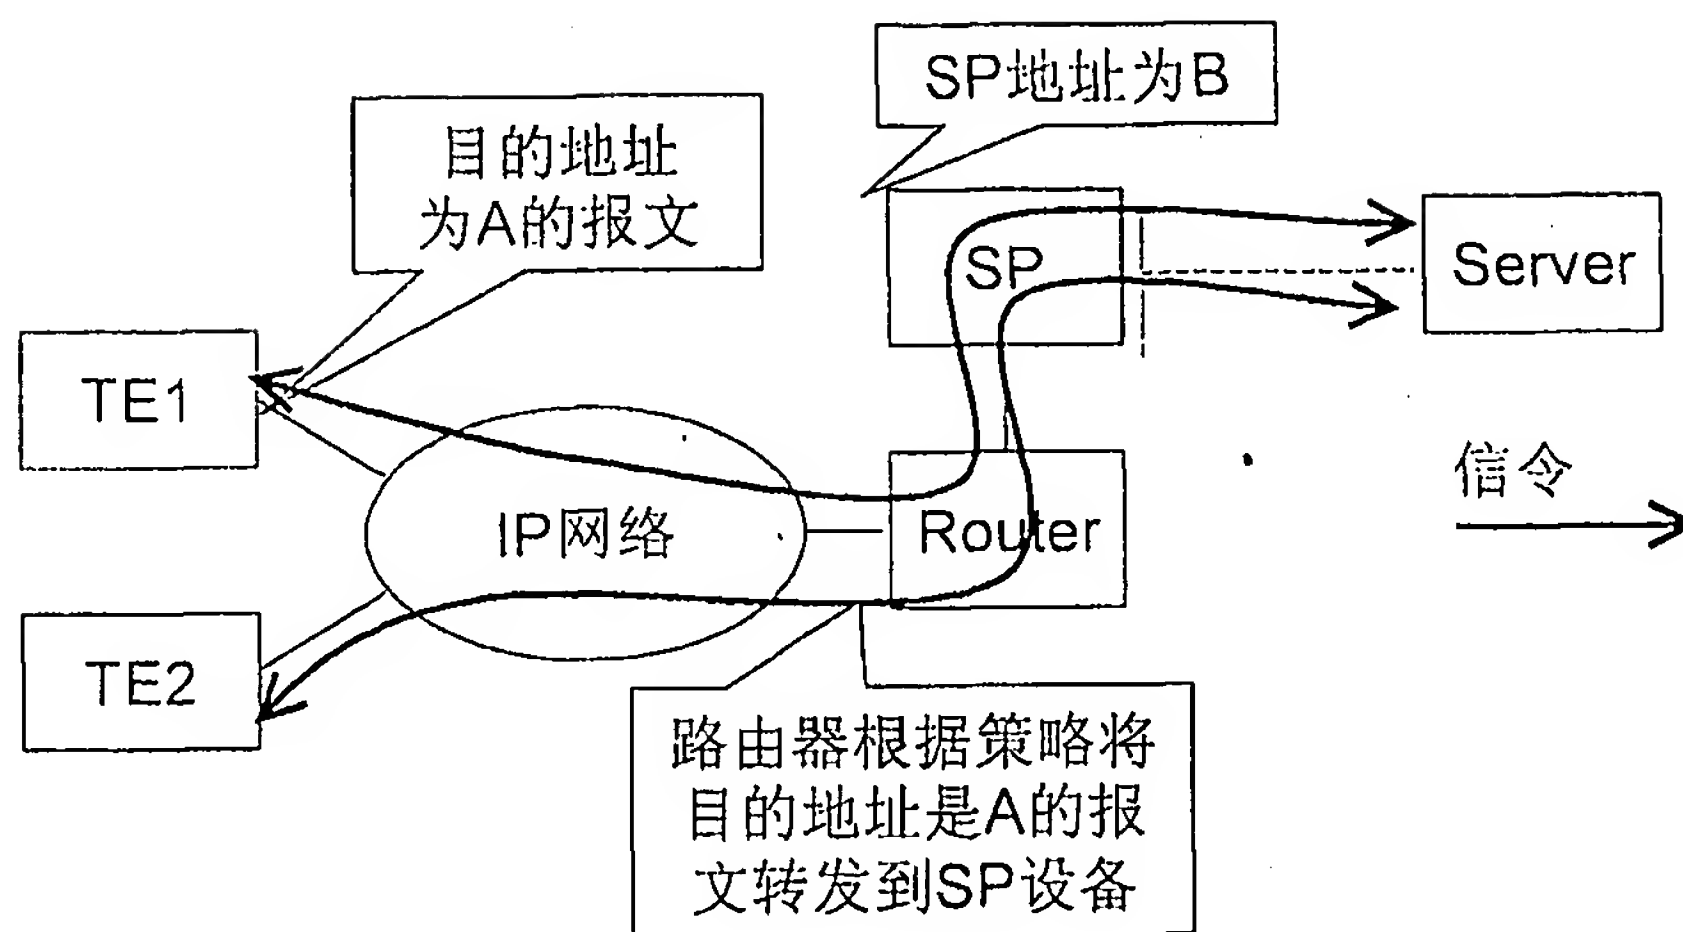 SP地址为B
目的地址
为A的报文
SP
Server
TE1
信令
IP网络
Router
TE2
路由器根据策略将
目的地址是A的报
文转发到SP设备